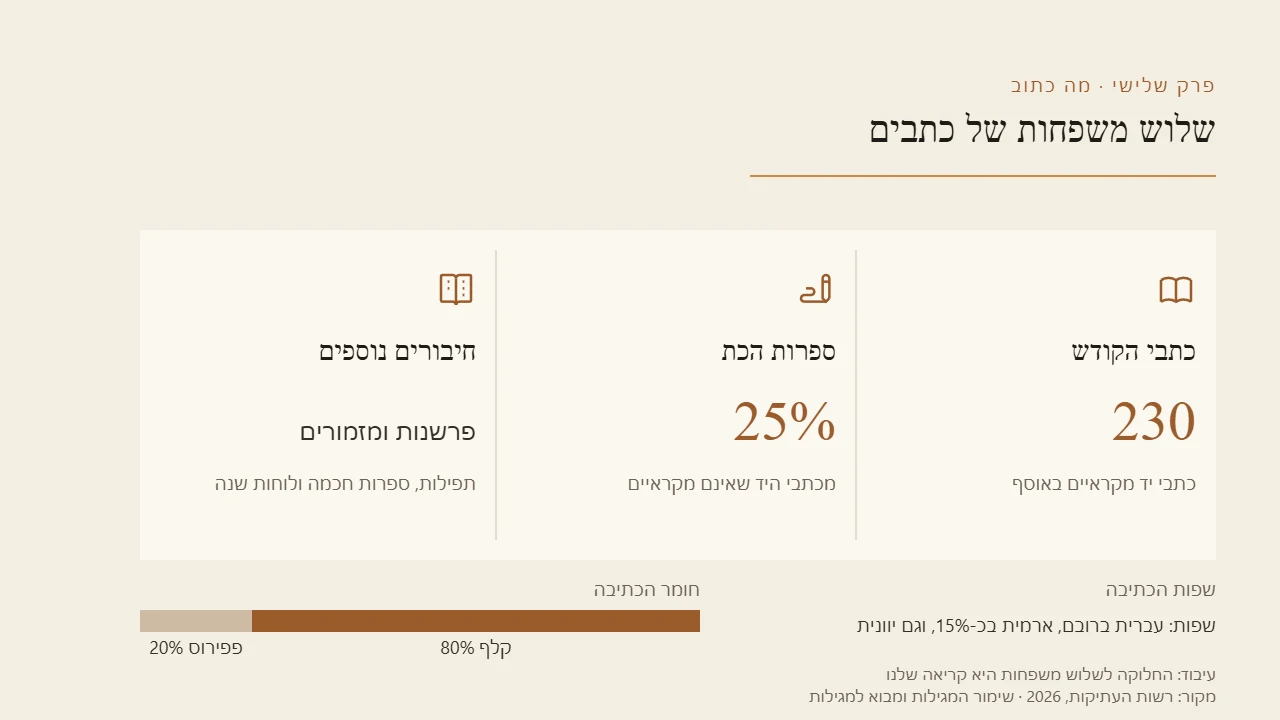 פרק שלישי · מה כתוב
שלוש משפחות של כתבים
כתבי הקודש
230
כתבי יד מקראיים באוסף
ספרות הכת
25%
מכתבי היד שאינם מקראיים
חיבורים נוספים
פרשנות ומזמורים
תפילות, ספרות חכמה ולוחות שנה
שפות הכתיבה
שפות: עברית ברובם, ארמית בכ-15%, וגם יוונית
חומר הכתיבה
קלף 80%
פפירוס 20%
עיבוד: החלוקה לשלוש משפחות היא קריאה שלנו
מקור: רשות העתיקות, 2026 · שימור המגילות ומבוא למגילות